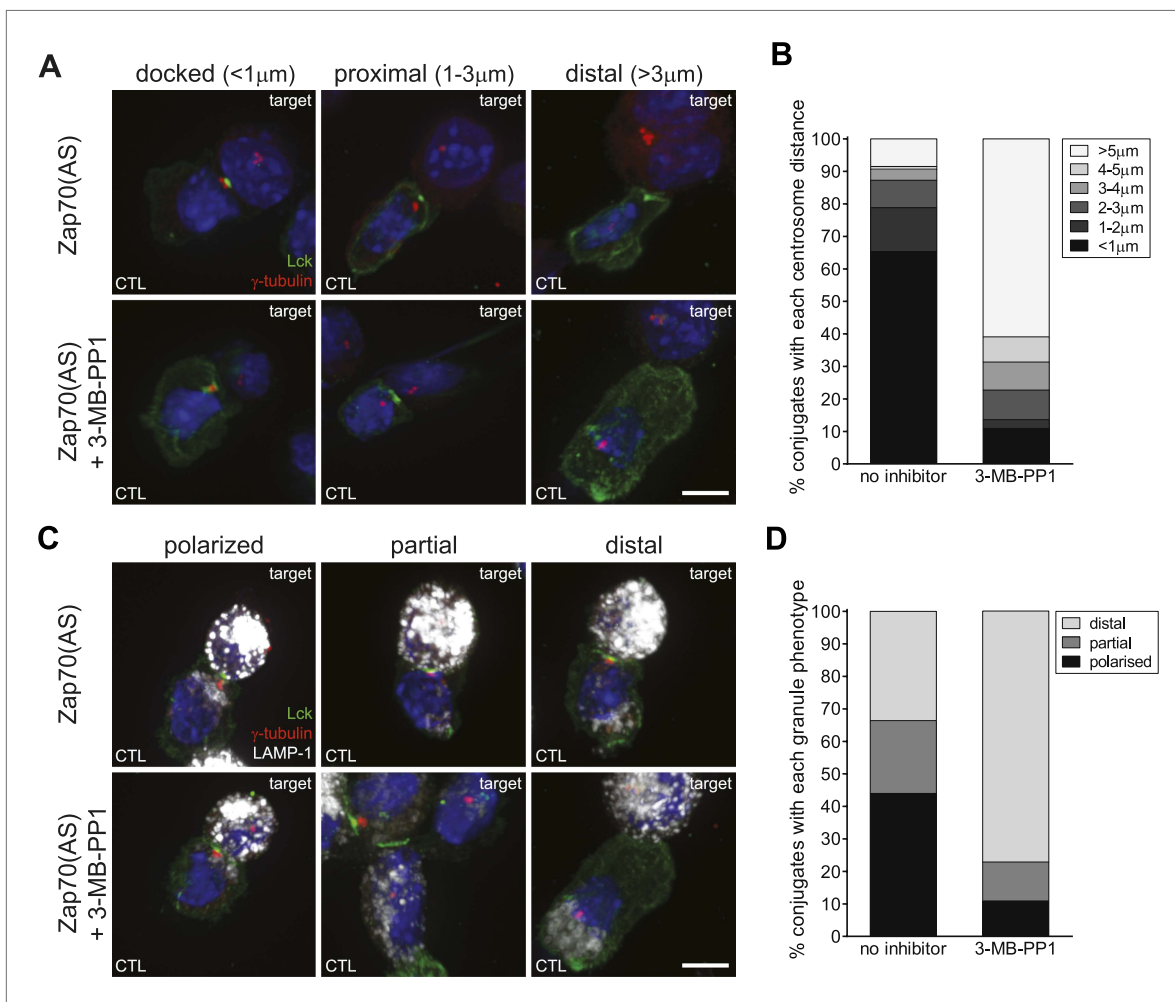 A
docked (<1μm)
proximal (1-3μm)
distal (>3μm)
Zap70(AS)
target
target
target
Lck
γ-tubulin
CTL
CTL
CTL
Zap70(AS)
+ 3-MB-PP1
target
target
target
CTL
CTL
CTL
B
% conjugates with each centrosome distance
100
90
80
70
60
50
40
30
20
10
0
no inhibitor
3-MB-PP1
>5μm
4-5μm
3-4μm
2-3μm
1-2μm
<1μm
C
polarized
partial
distal
Zap70(AS)
target
target
target
Lck
γ-tubulin
LAMP-1
CTL
CTL
CTL
Zap70(AS)
+ 3-MB-PP1
target
target
target
CTL
CTL
CTL
D
% conjugates with each granule phenotype
100
90
80
70
60
50
40
30
20
10
0
no inhibitor
3-MB-PP1
distal
partial
polarised